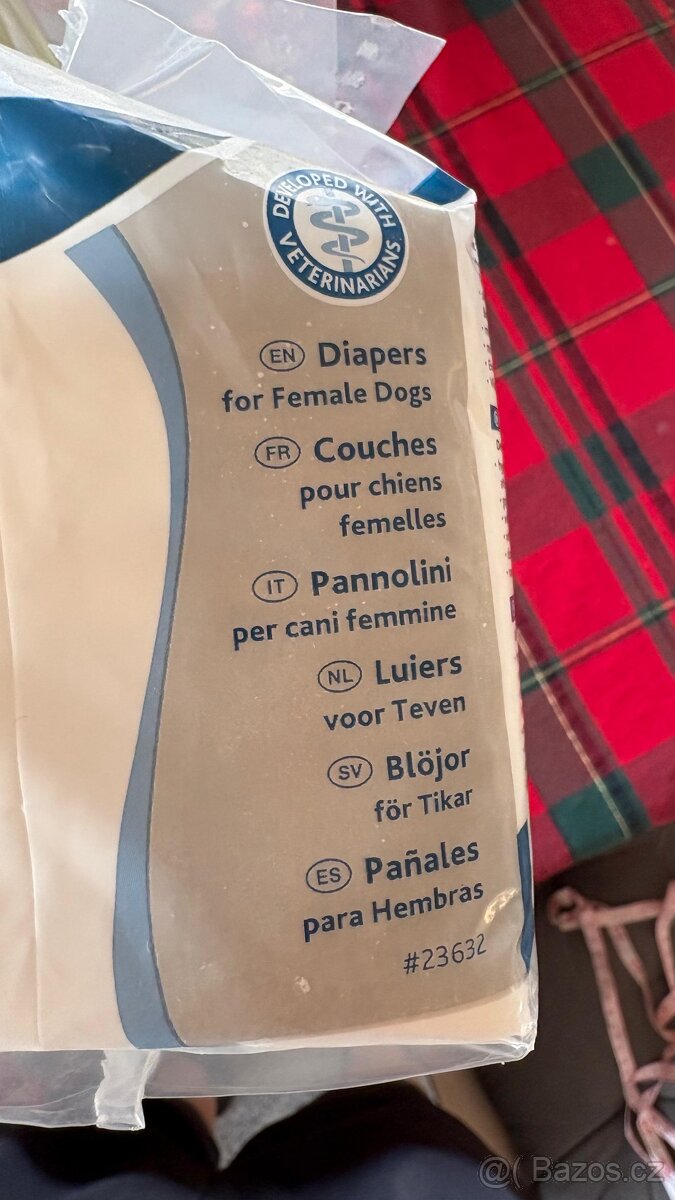 DEVELOPED WITH
VETERINARIANS
EN Diapers
for Female Dogs
FR Couches
pour chiens
femelles
IT Pannolini
per cani femmine
NL Luiers
voor Teven
SV Blöjor
för Tikar
ES Pañales
para Hembras
#23632
@( Bazos.cz